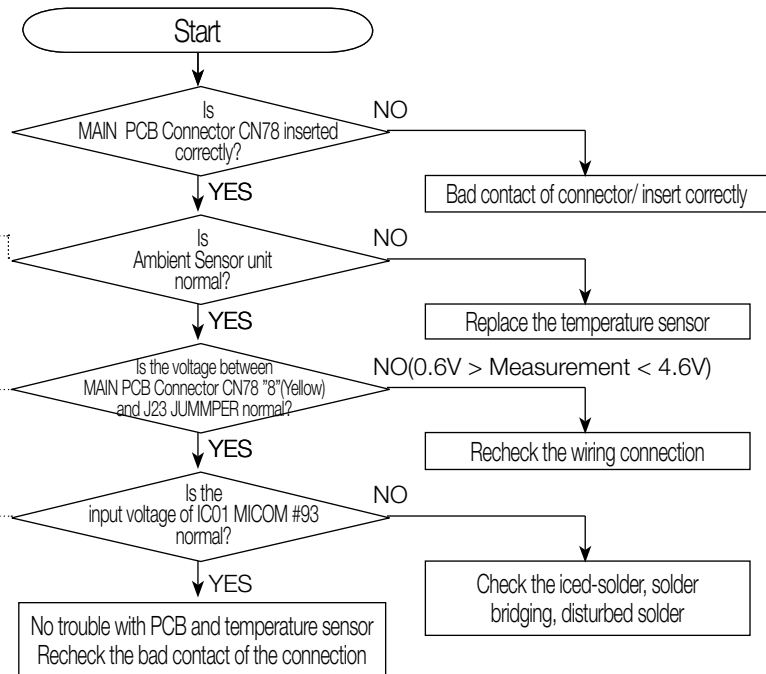 Start
Is
MAIN PCB Connector CN78 inserted
correctly?
NO
YES
Bad contact of connector/ insert correctly
Is
Ambient Sensor unit
normal?
NO
YES
Replace the temperature sensor
Is the voltage between
MAIN PCB Connector CN78 "8"(Yellow)
and J23 JUMMPER normal?
NO(0.6V > Measurement < 4.6V)
YES
Recheck the wiring connection
Is the
input voltage of IC01 MICOM #93
normal?
NO
YES
Check the iced-solder, solder
bridging, disturbed solder
No trouble with PCB and temperature sensor
Recheck the bad contact of the connection